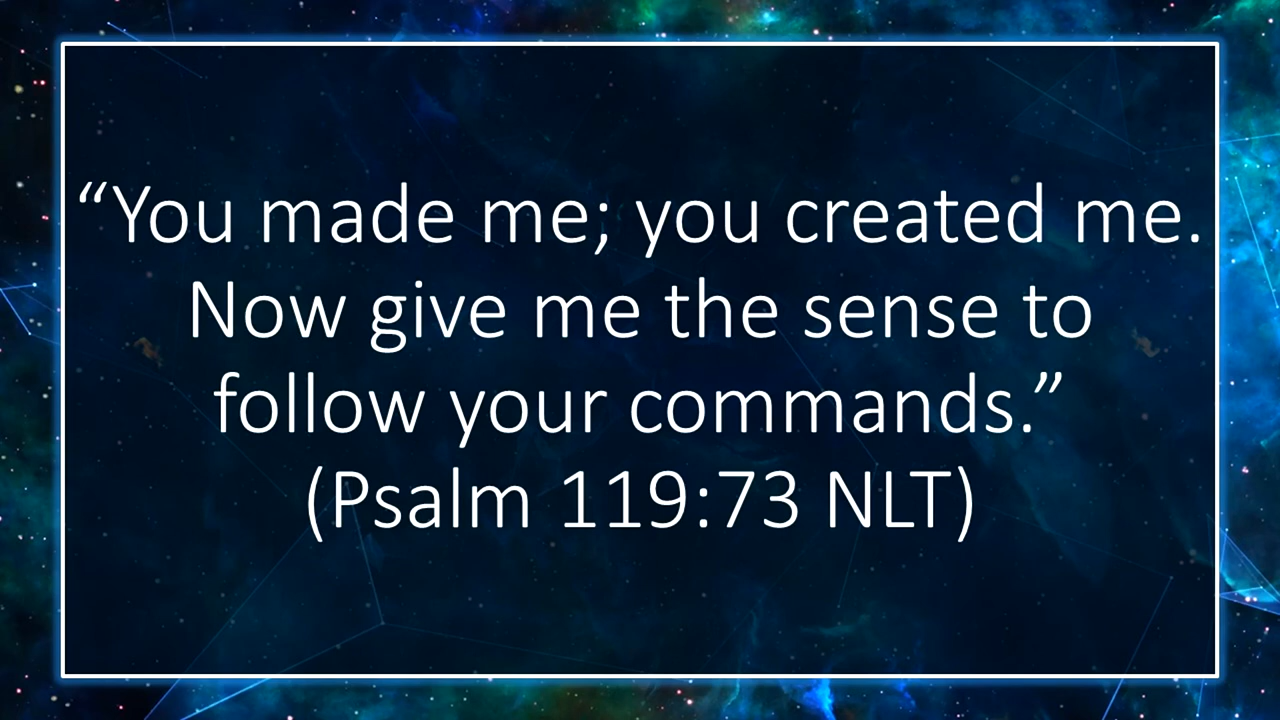 “You made me; you created me.
Now give me the sense to
follow your commands.”
(Psalm 119:73 NLT)